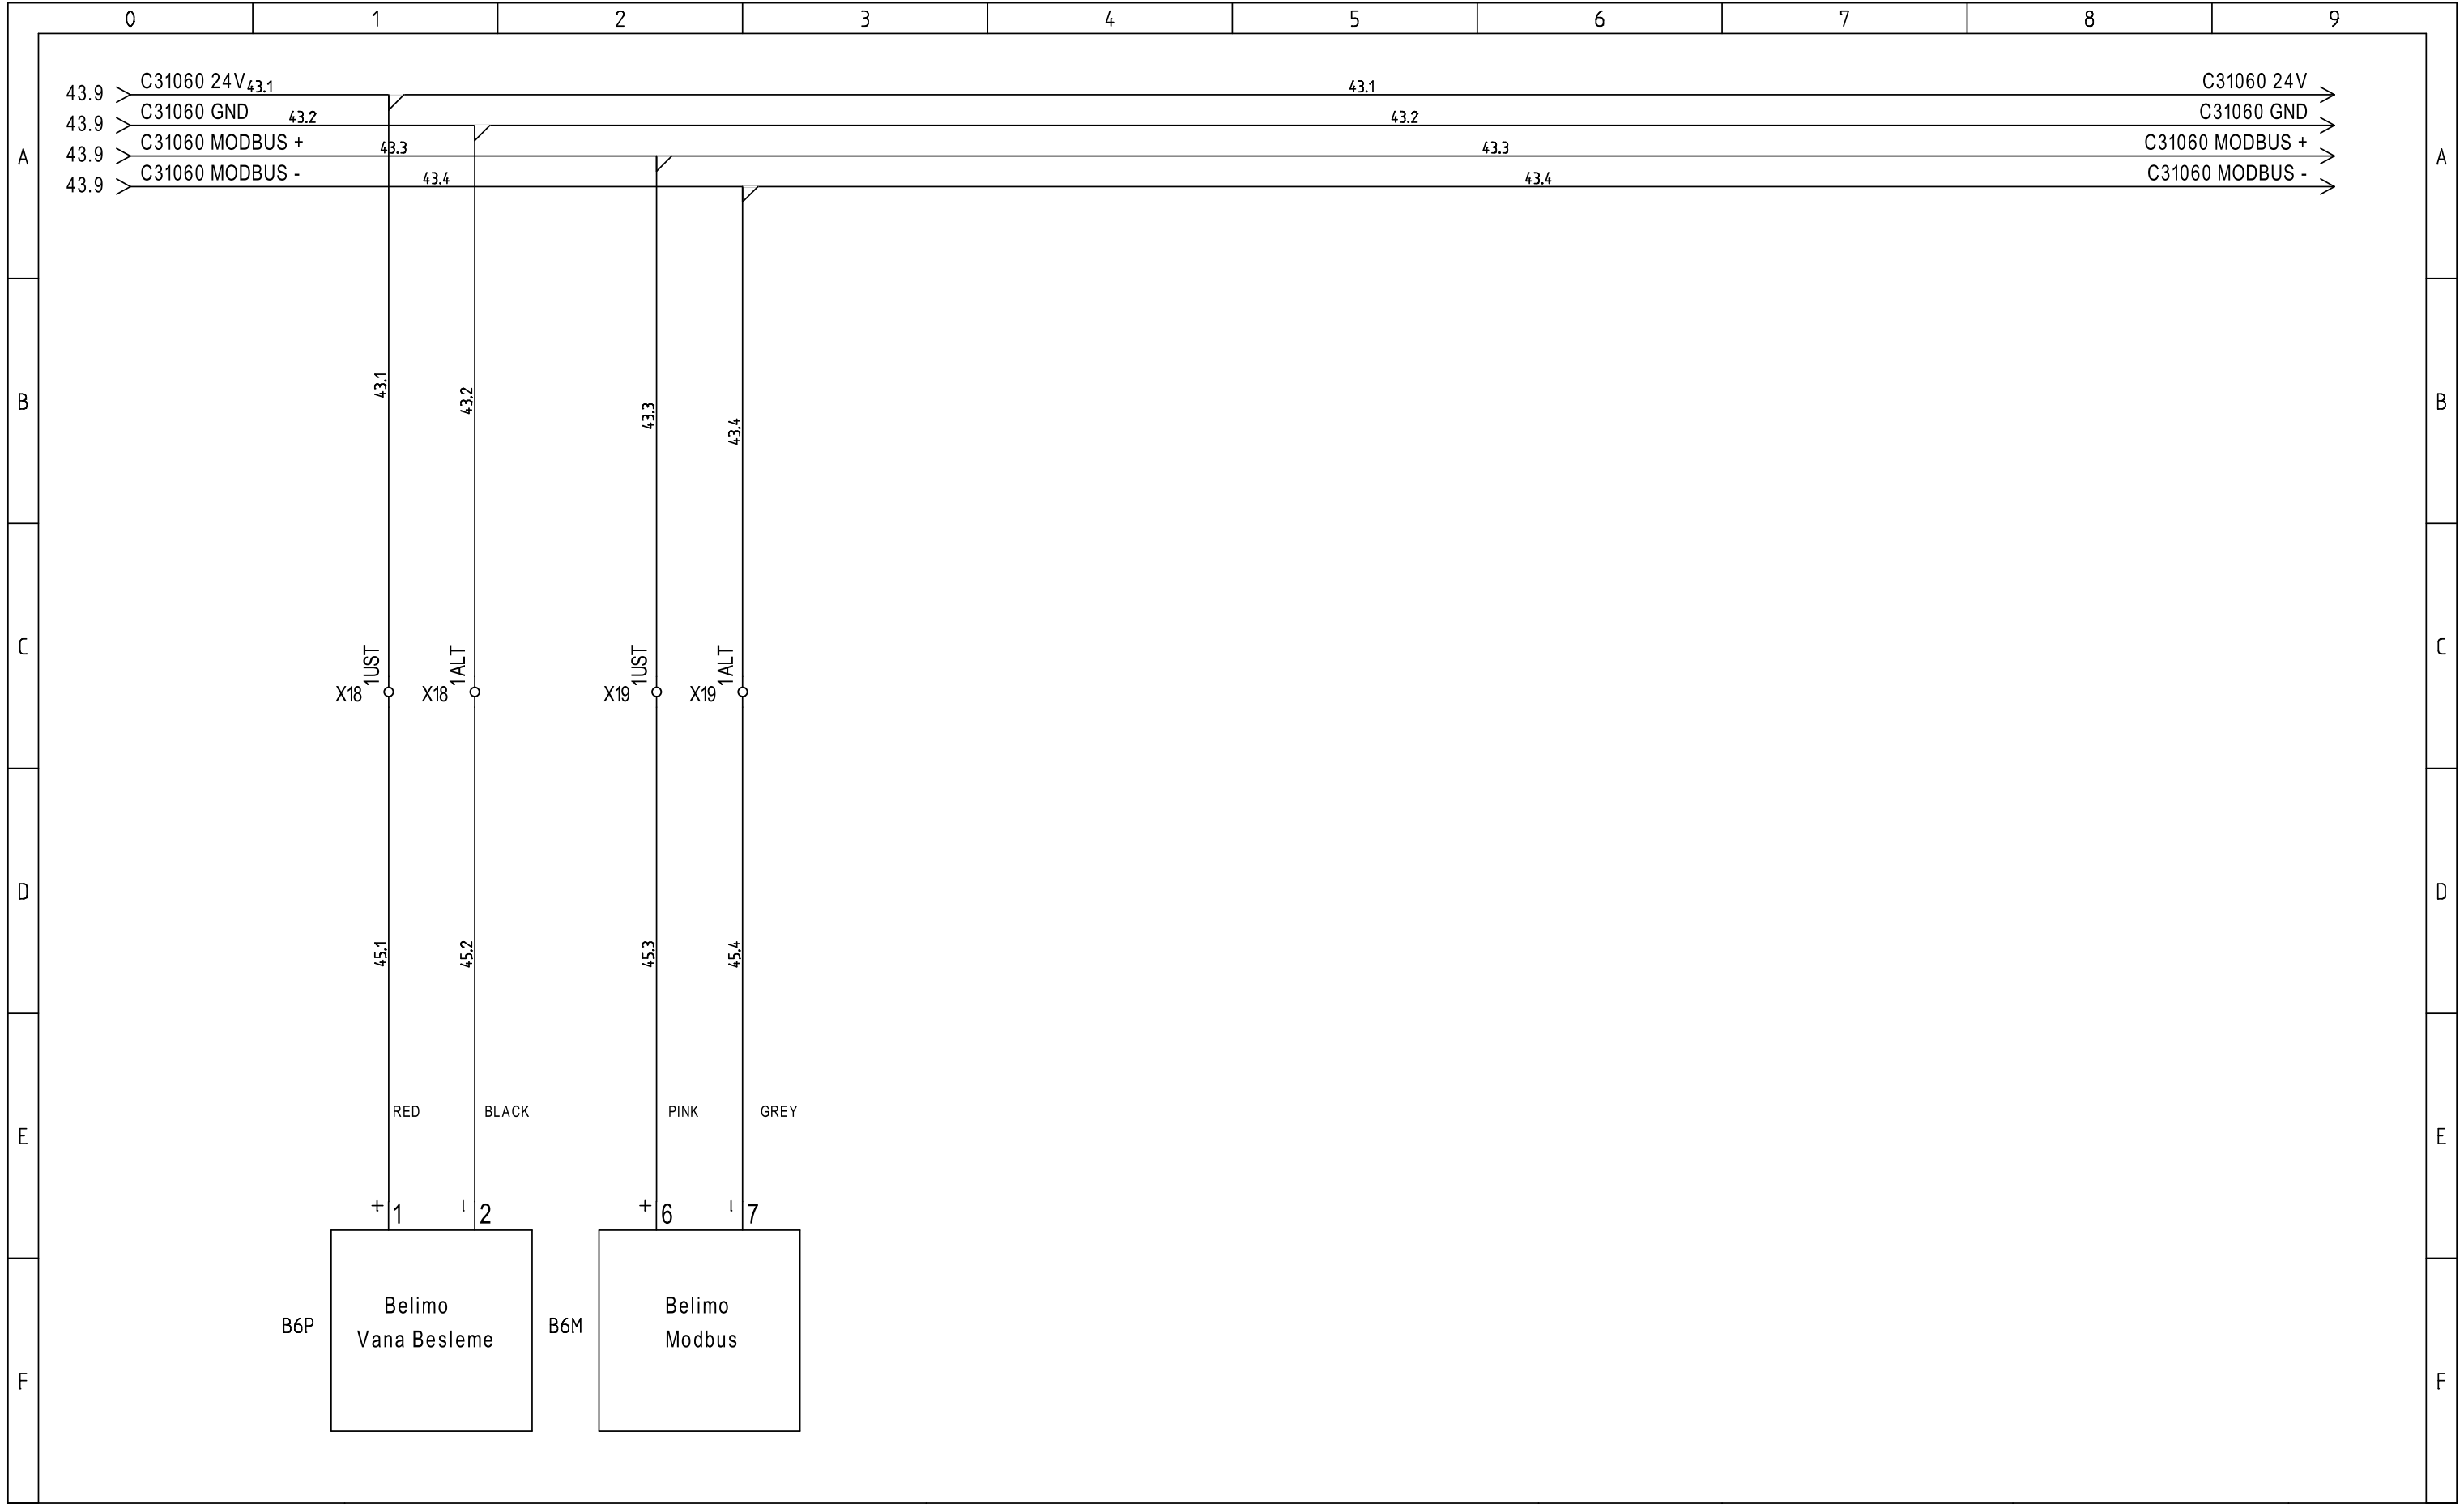 0 1 2 3 4 5 6 7 8 9
43.9 C31060 24V 43.1 43.1 C31060 24V
43.9 C31060 GND 43.2 43.2 C31060 GND
43.9 C31060 MODBUS + 43.3 43.3 C31060 MODBUS +
A A
43.9 C31060 MODBUS - 43.4 43.4 C31060 MODBUS -
B 43.1 43.2 43.3 43.4 B
C 1UST 1ALT 1UST 1ALT C
X18 X18 X19 X19
D D
45.1 45.2 45.3 45.4
RED BLACK PINK GREY
E E
+ 1 - 2 + 6 - 7
Belimo Belimo
B6P B6M
Vana Besleme Modbus
F F